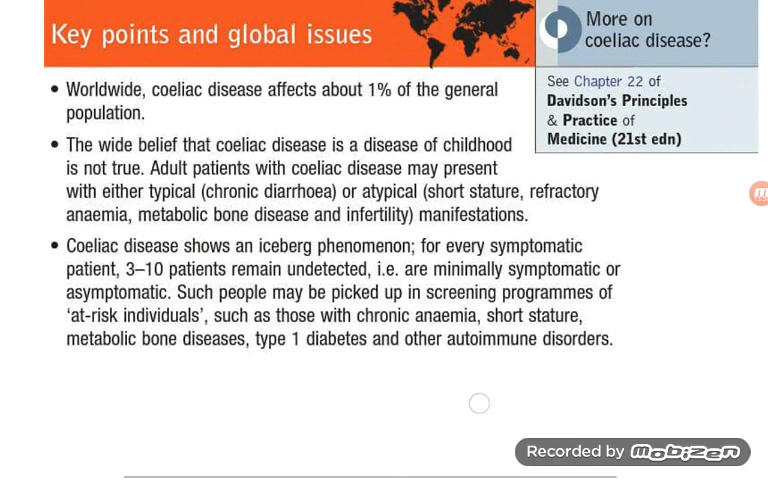 Key points and global issues
More on
coeliac disease?
See Chapter 22 of
Davidson's Principles
& Practice of
Medicine (21st edn)
• Worldwide, coeliac disease affects about 1% of the general
population.
• The wide belief that coeliac disease is a disease of childhood
is not true. Adult patients with coeliac disease may present
with either typical (chronic diarrhoea) or atypical (short stature, refractory
anaemia, metabolic bone disease and infertility) manifestations.
• Coeliac disease shows an iceberg phenomenon; for every symptomatic
patient, 3–10 patients remain undetected, i.e. are minimally symptomatic or
asymptomatic. Such people may be picked up in screening programmes of
‘at-risk individuals’, such as those with chronic anaemia, short stature,
metabolic bone diseases, type 1 diabetes and other autoimmune disorders.
Recorded by mobizen